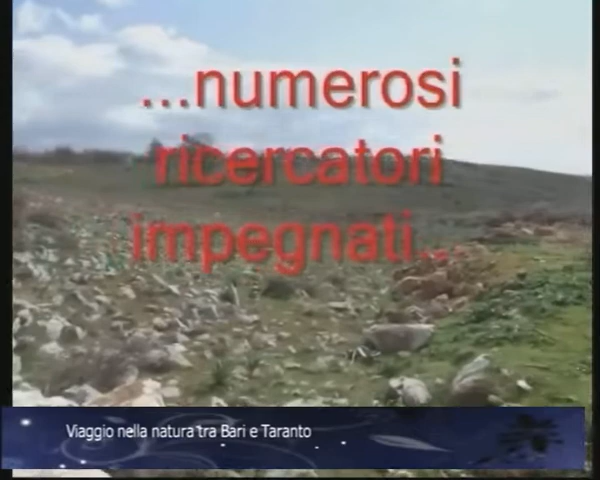 ...numerosi
ricercatori
impegnati...
Viaggio nella natura tra Bari e Taranto